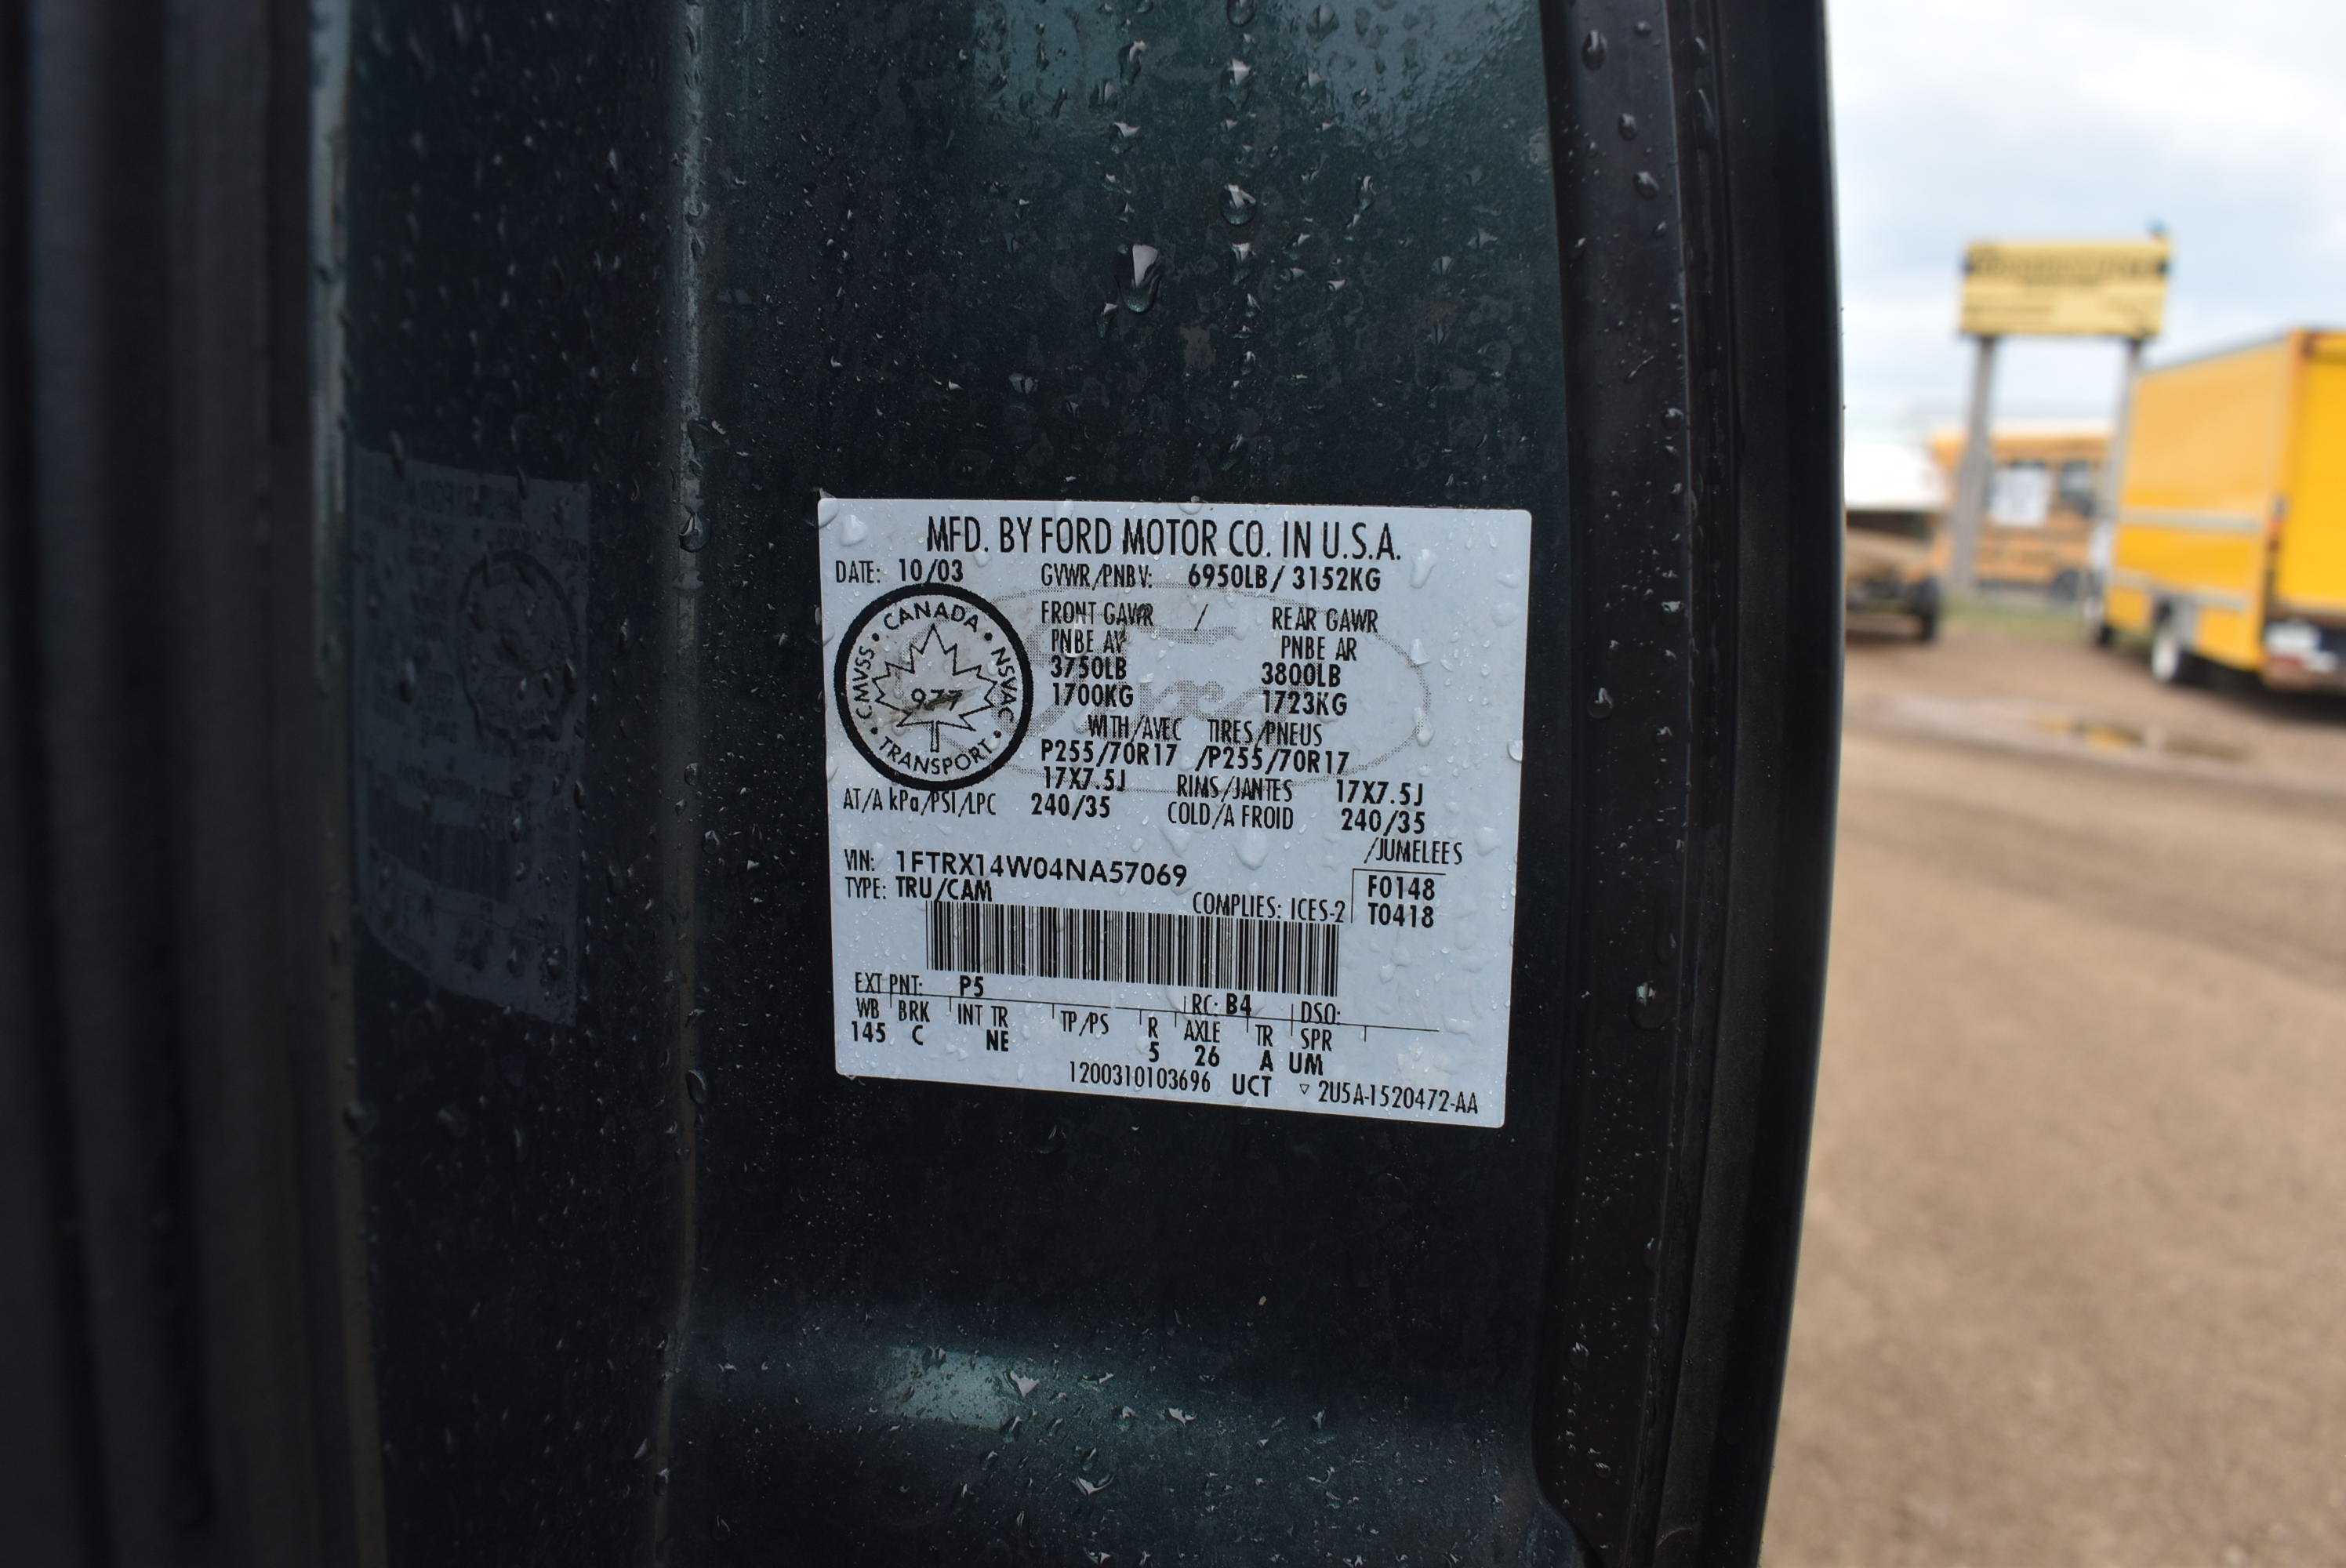 MFD. BY FORD MOTOR CO. IN U.S.A.
DATE: 10/03 GVWR/PNBV: 6950LB/ 3152KG
CANADA
CMVSS NSVAC
977
TRANSPORT
FRONT GAWR / REAR GAWR
PNBE AV PNBE AR
3750LB 3800LB
1700KG 1723KG
WITH/AVEC TIRES/PNEUS
P255/70R17 /P255/70R17
17X7.5J RIMS/JANTES 17X7.5J
AT/A kPa/PSI/LPC 240/35 COLD/A FROID 240/35
/JUMELEES
VIN: 1FTRX14W04NA57069
TYPE: TRU/CAM
COMPLIES: ICES-2
F0148
T0418
EXT PNT: P5
RC: B4 DSO:
WB BRK INT TR TP/PS R AXLE TR SPR
145 C NE 5 26 A UM
1200310103696 UCT ▽ 2U5A-1520472-AA